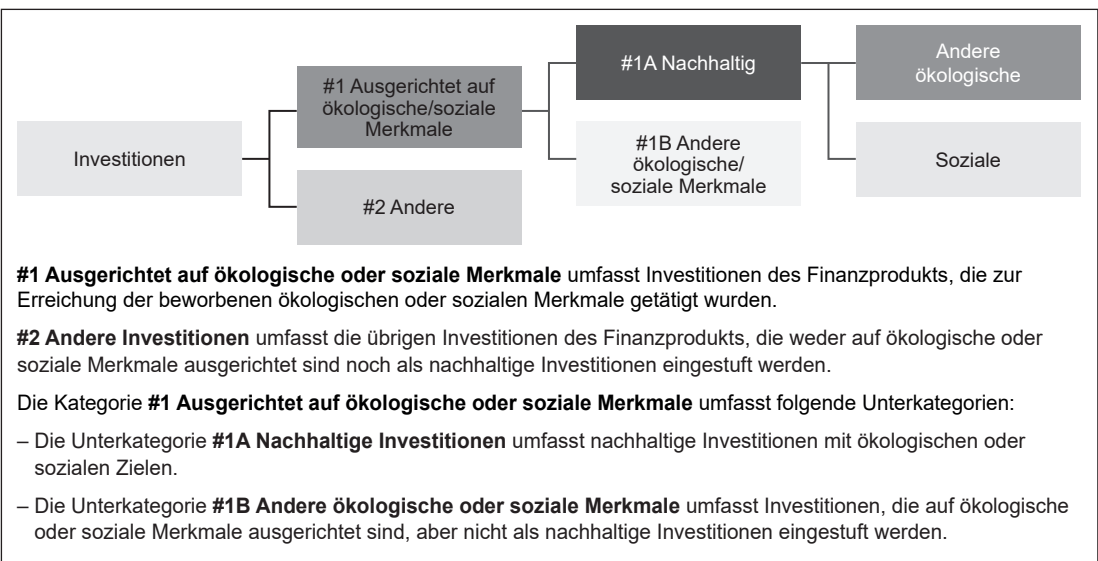 Investitionen
#1 Ausgerichtet auf
ökologische/soziale
Merkmale
#2 Andere
#1A Nachhaltig
#1B Andere
ökologische/
soziale Merkmale
Andere
ökologische
Soziale
#1 Ausgerichtet auf ökologische oder soziale Merkmale umfasst Investitionen des Finanzprodukts, die zur
Erreichung der beworbenen ökologischen oder sozialen Merkmale getätigt wurden.
#2 Andere Investitionen umfasst die übrigen Investitionen des Finanzprodukts, die weder auf ökologische oder
soziale Merkmale ausgerichtet sind noch als nachhaltige Investitionen eingestuft werden.
Die Kategorie #1 Ausgerichtet auf ökologische oder soziale Merkmale umfasst folgende Unterkategorien:
– Die Unterkategorie #1A Nachhaltige Investitionen umfasst nachhaltige Investitionen mit ökologischen oder
sozialen Zielen.
– Die Unterkategorie #1B Andere ökologische oder soziale Merkmale umfasst Investitionen, die auf ökologische
oder soziale Merkmale ausgerichtet sind, aber nicht als nachhaltige Investitionen eingestuft werden.